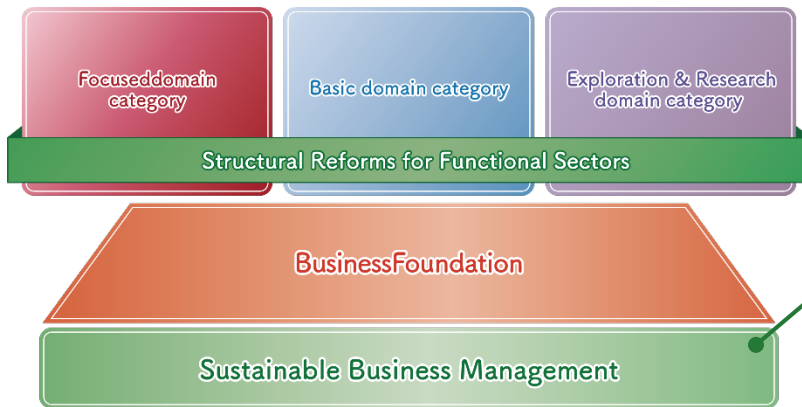 Focuseddomain
category
Basic domain category
Exploration & Research
domain category
Structural Reforms for Functional Sectors
BusinessFoundation
Sustainable Business Management